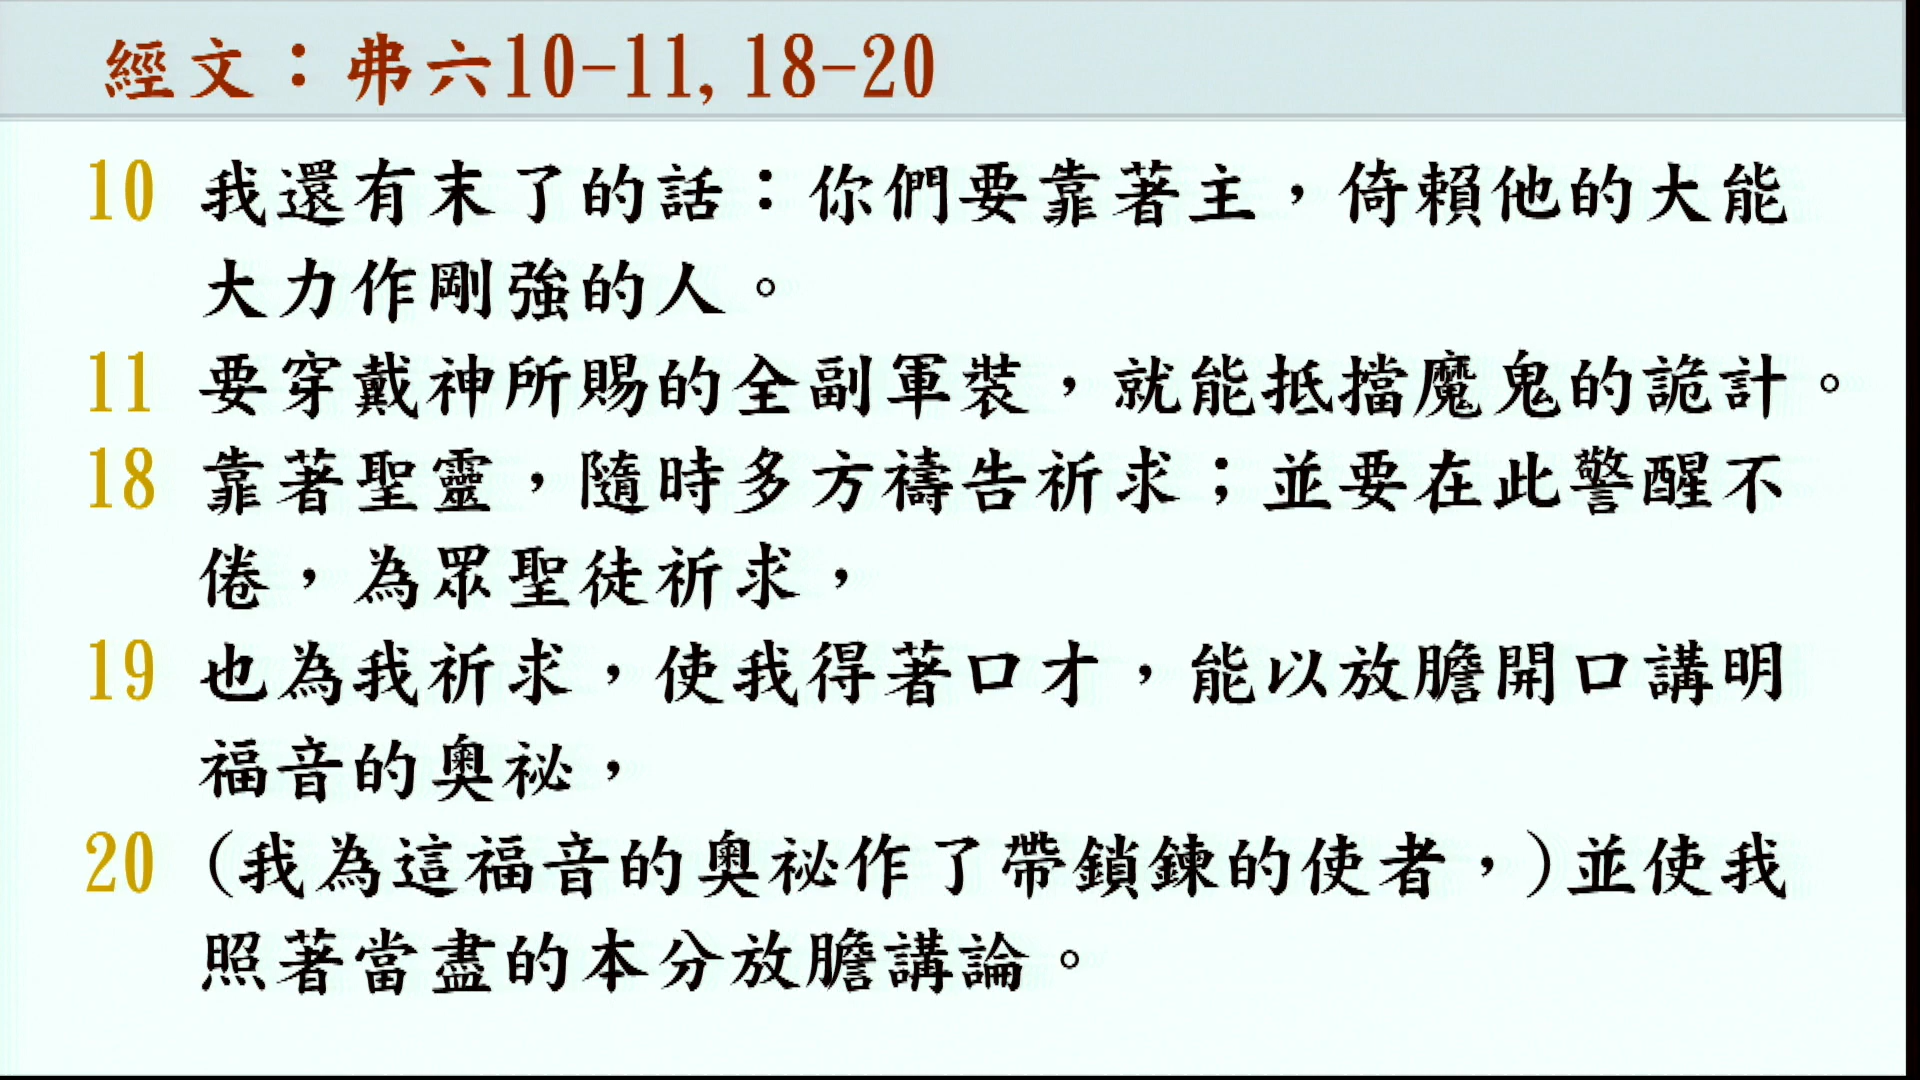 經文：弗六10-11,18-20
10 我還有末了的話：你們要靠著主，倚賴他的大能
大力作剛強的人。
11 要穿戴神所賜的全副軍裝，就能抵擋魔鬼的詭計。
18 靠著聖靈，隨時多方禱告祈求；並要在此警醒不
倦，為眾聖徒祈求，
19 也為我祈求，使我得著口才，能以放膽開口講明
福音的奧祕，
20 (我為這福音的奧祕作了帶鎖鍊的使者，)並使我
照著當盡的本分放膽講論。